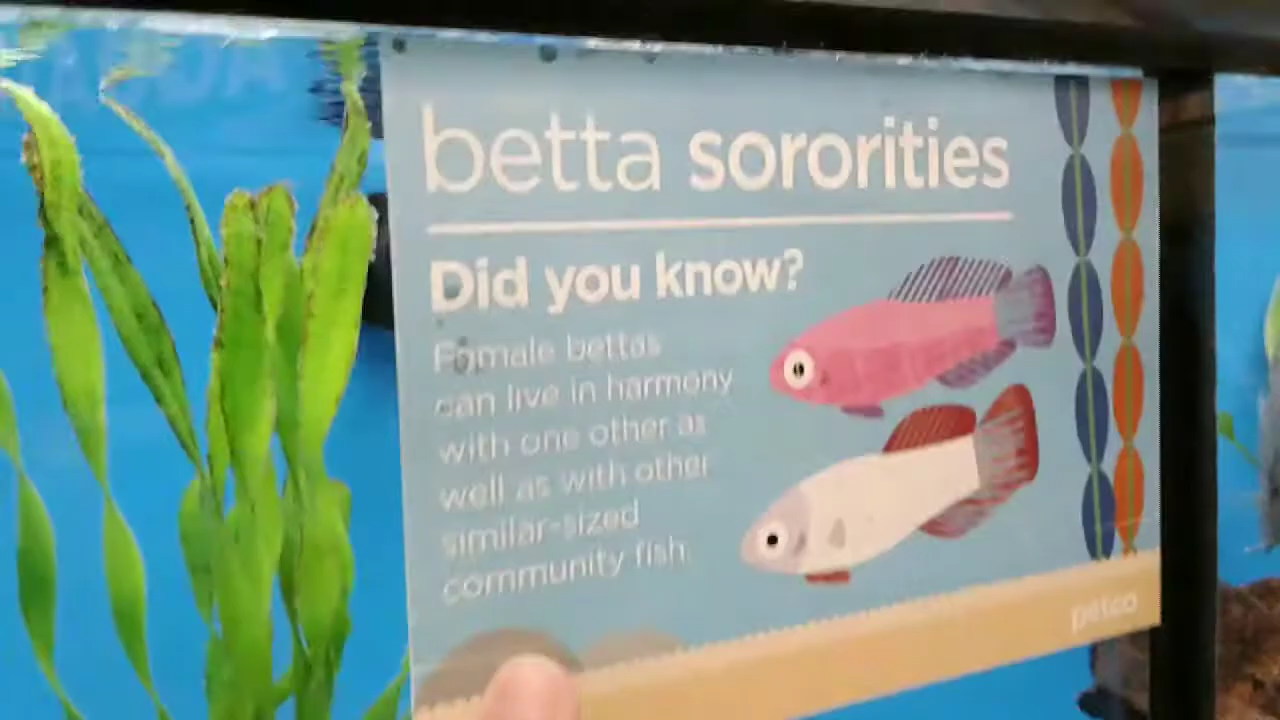 betta sororities
Did you know?
Female bettas
can live in harmony
with one other as
well as with other
similar-sized
community fish.
petco